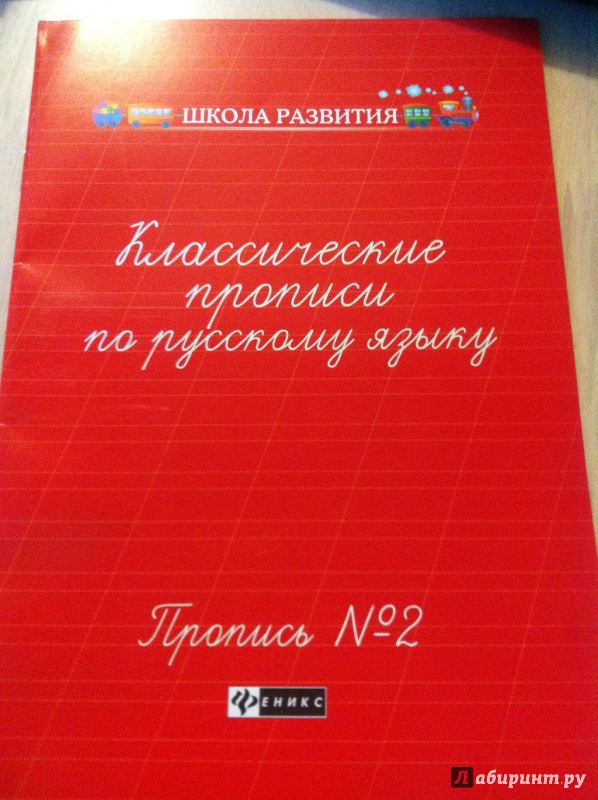 ШКОЛА РАЗВИТИЯ
Классические
прописи
по русскому языку
Пропись №2
ФЕНИКС
Лабиринт.ру